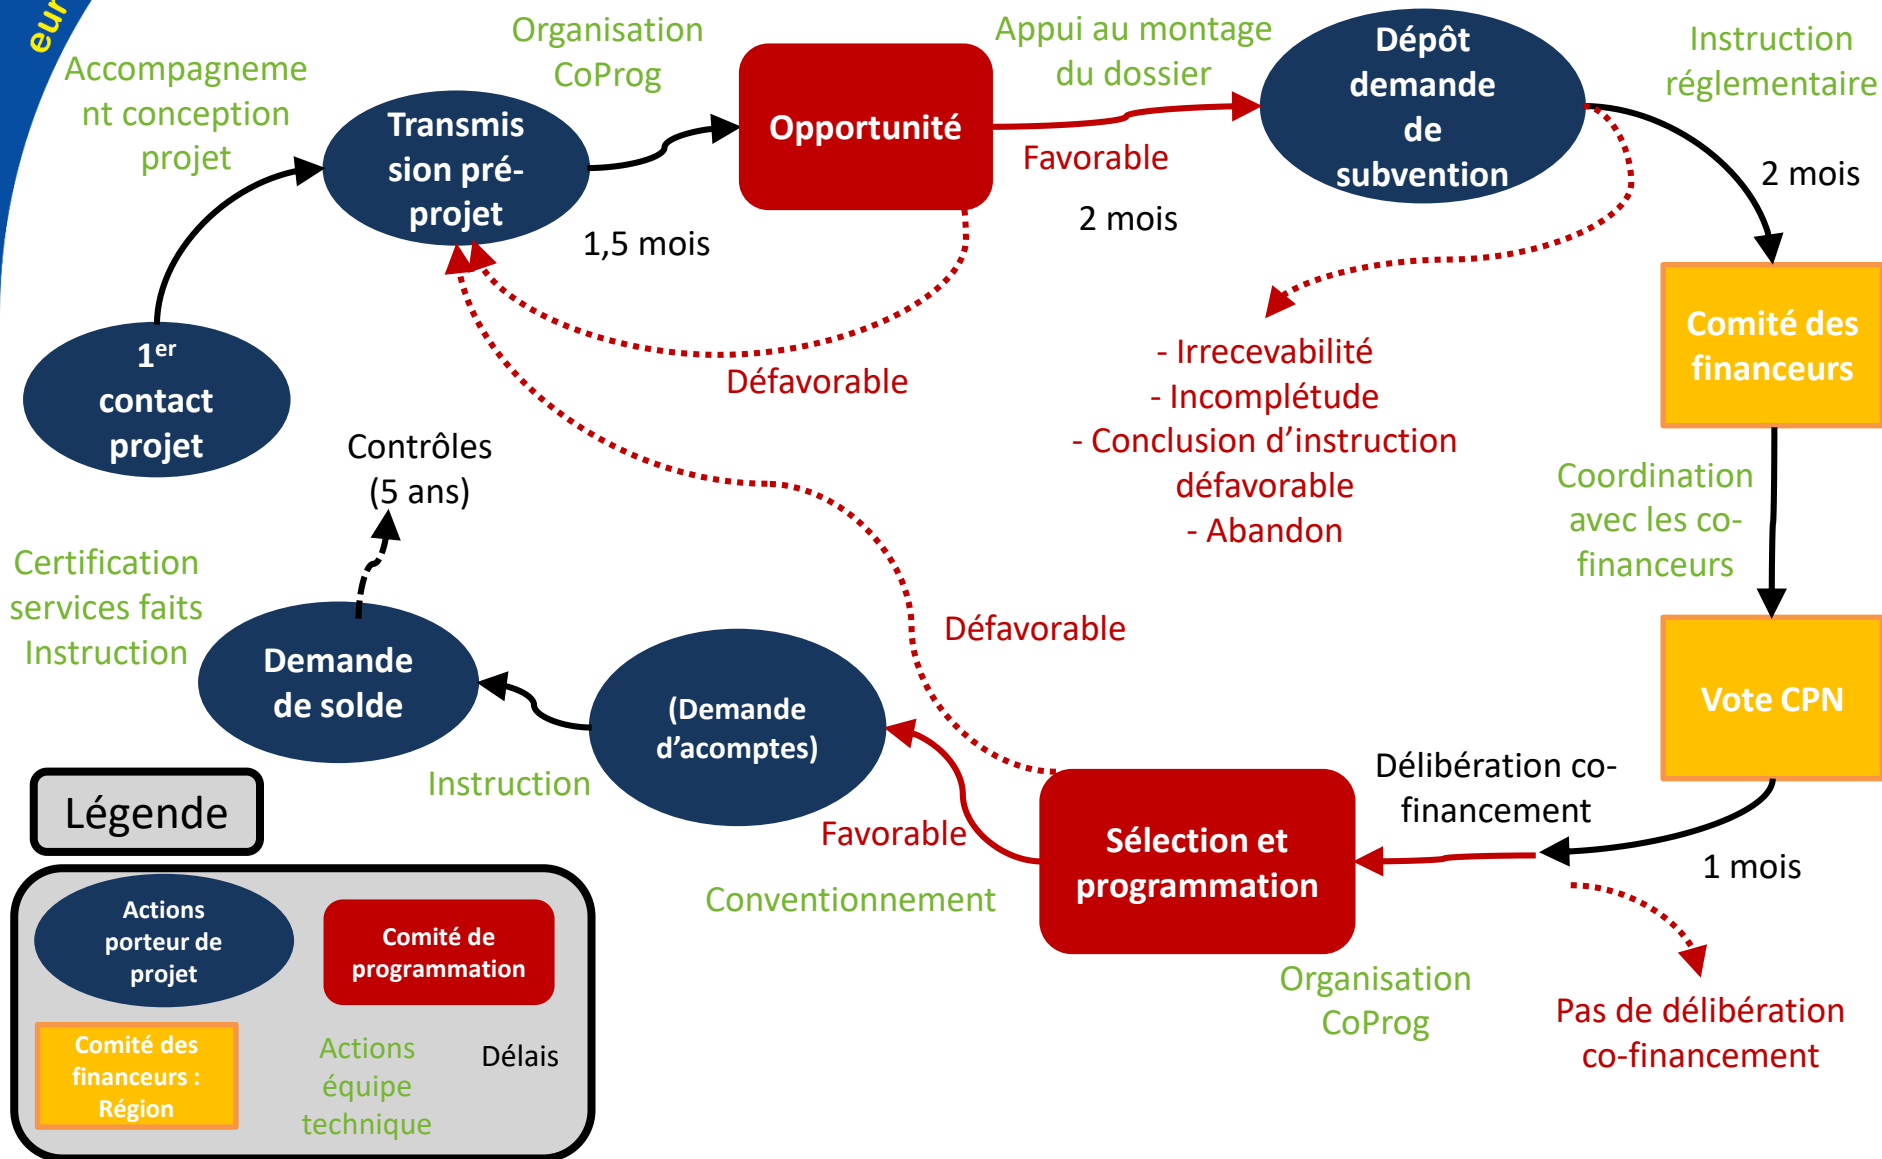 eur
Accompagneme
nt conception
projet
Organisation
CoProg
Transmis
sion pré-
projet
1,5 mois
Opportunité
Appui au montage
du dossier
Favorable
2 mois
Dépôt
demande
de
subvention
Instruction
réglementaire
2 mois
1er
contact
projet
Défavorable
- Irrecevabilité
- Incomplétude
- Conclusion d’instruction
défavorable
- Abandon
Comité des
financeurs
Coordination
avec les co-
financeurs
Contrôles
(5 ans)
Certification
services faits
Instruction
Demande
de solde
Instruction
(Demande
d’acomptes)
Défavorable
Favorable
Conventionnement
Sélection et
programmation
Organisation
CoProg
Délibération co-
financement
Vote CPN
1 mois
Pas de délibération
co-financement
Légende
Actions
porteur de
projet
Comité de
programmation
Comité des
financeurs :
Région
Actions
équipe
technique
Délais